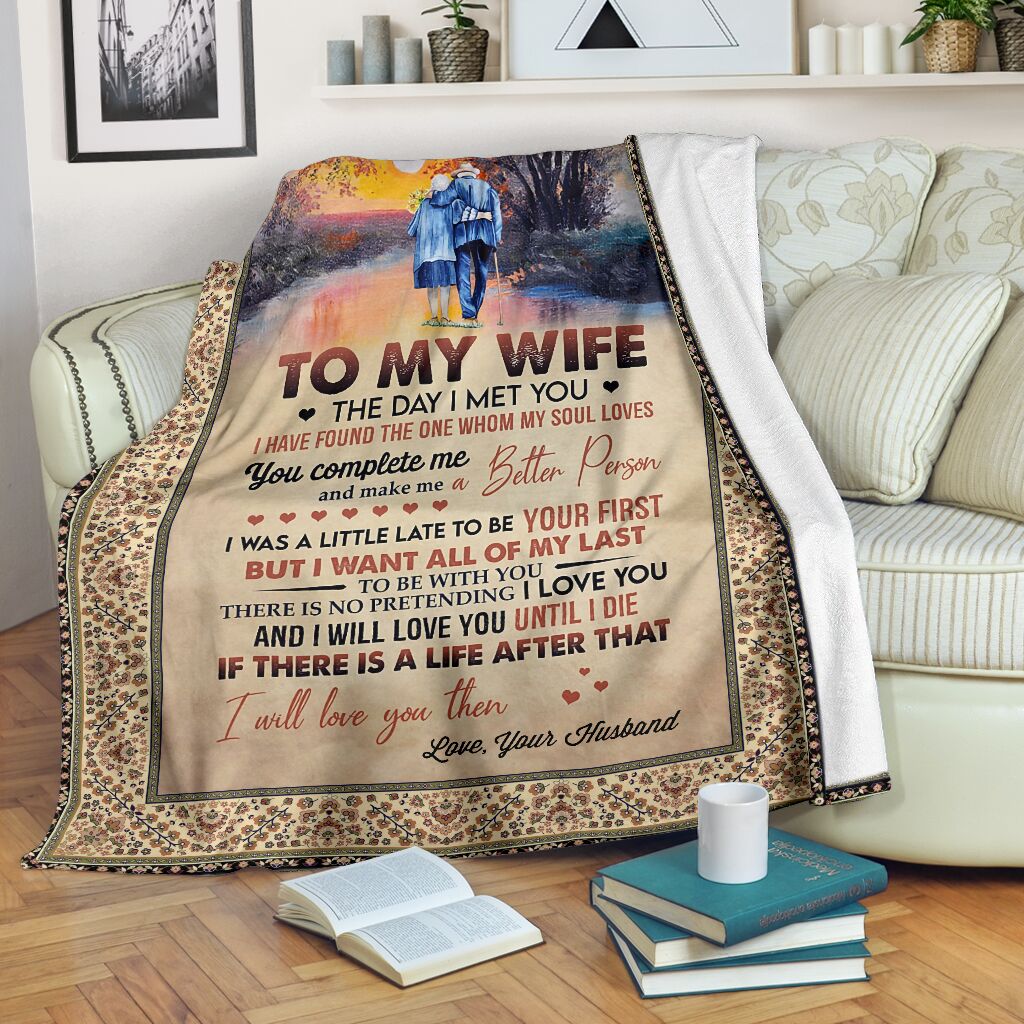 TO MY WIFE
THE DAY I MET YOU
I HAVE FOUND THE ONE WHOM MY SOUL LOVES
You complete me
and make me a Better Person
I WAS A LITTLE LATE TO BE YOUR FIRST
BUT I WANT ALL OF MY LAST
TO BE WITH YOU
THERE IS NO PRETENDING I LOVE YOU
AND I WILL LOVE YOU UNTIL I DIE
IF THERE IS A LIFE AFTER THAT
I will love you then
Love, Your Husband